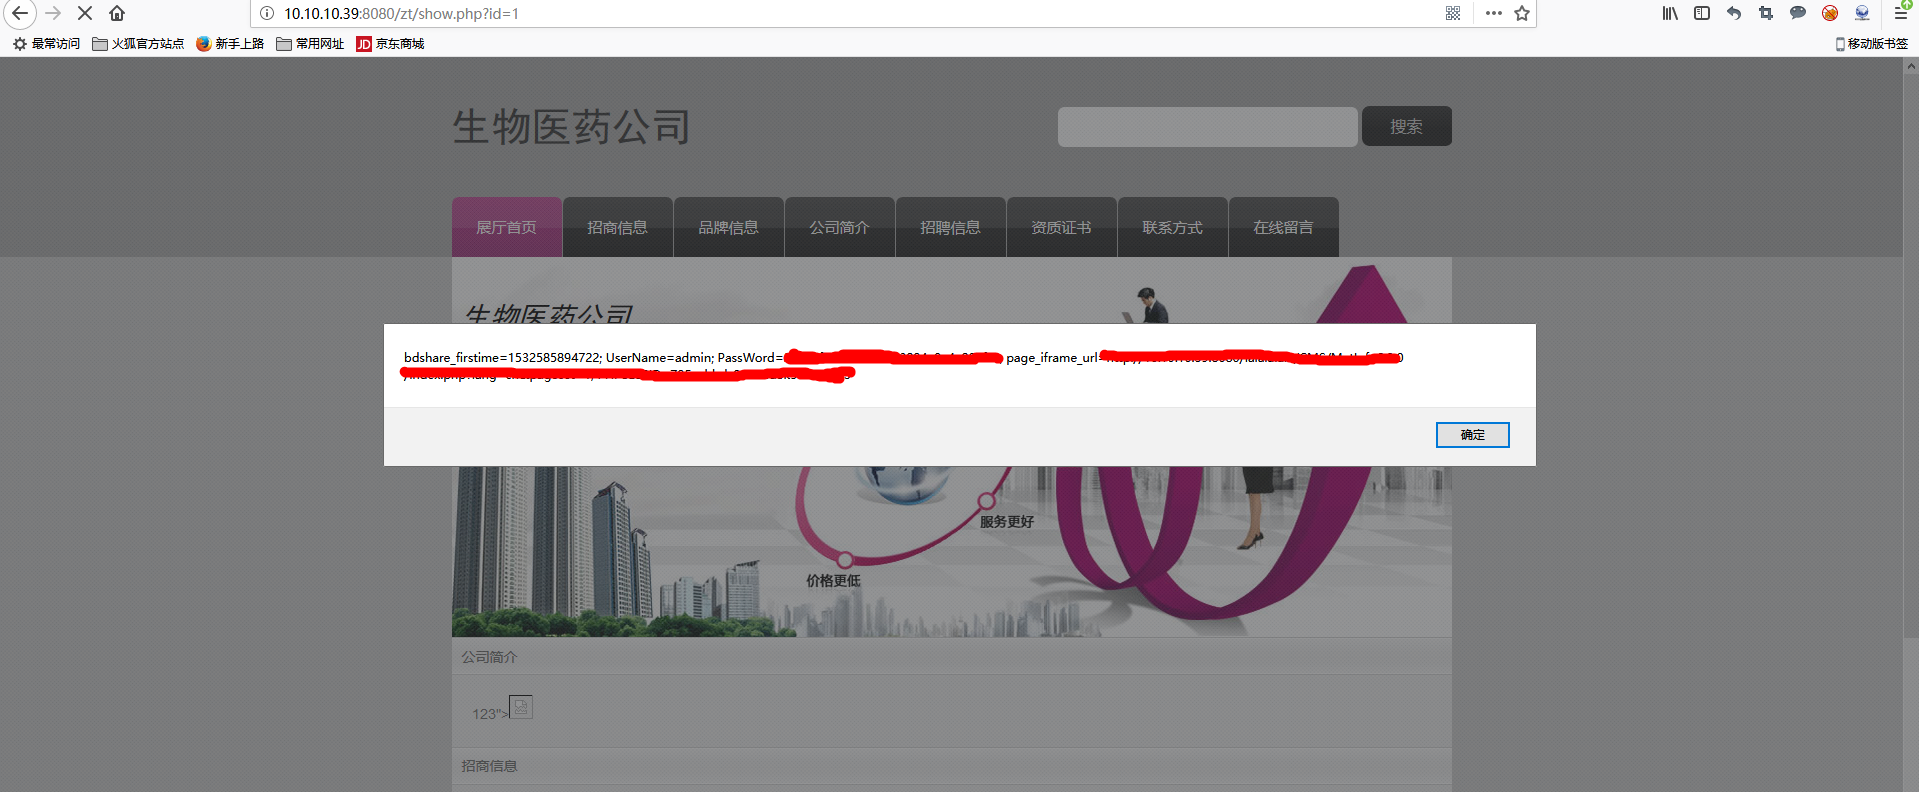 10.10.10.39:8080/zt/show.php?id=1
最常访问 火狐官方站点 新手上路 常用网址 JD 京东商城 移动版书签
生物医药公司 搜索
展厅首页 招商信息 品牌信息 公司简介 招聘信息 资质证书 联系方式 在线留言
生物医药公司
bdshare_firstime=1532585894722; UserName=admin; PassWord= page_iframe_url=
确定
服务更好
价格更低
公司简介
123">
招商信息